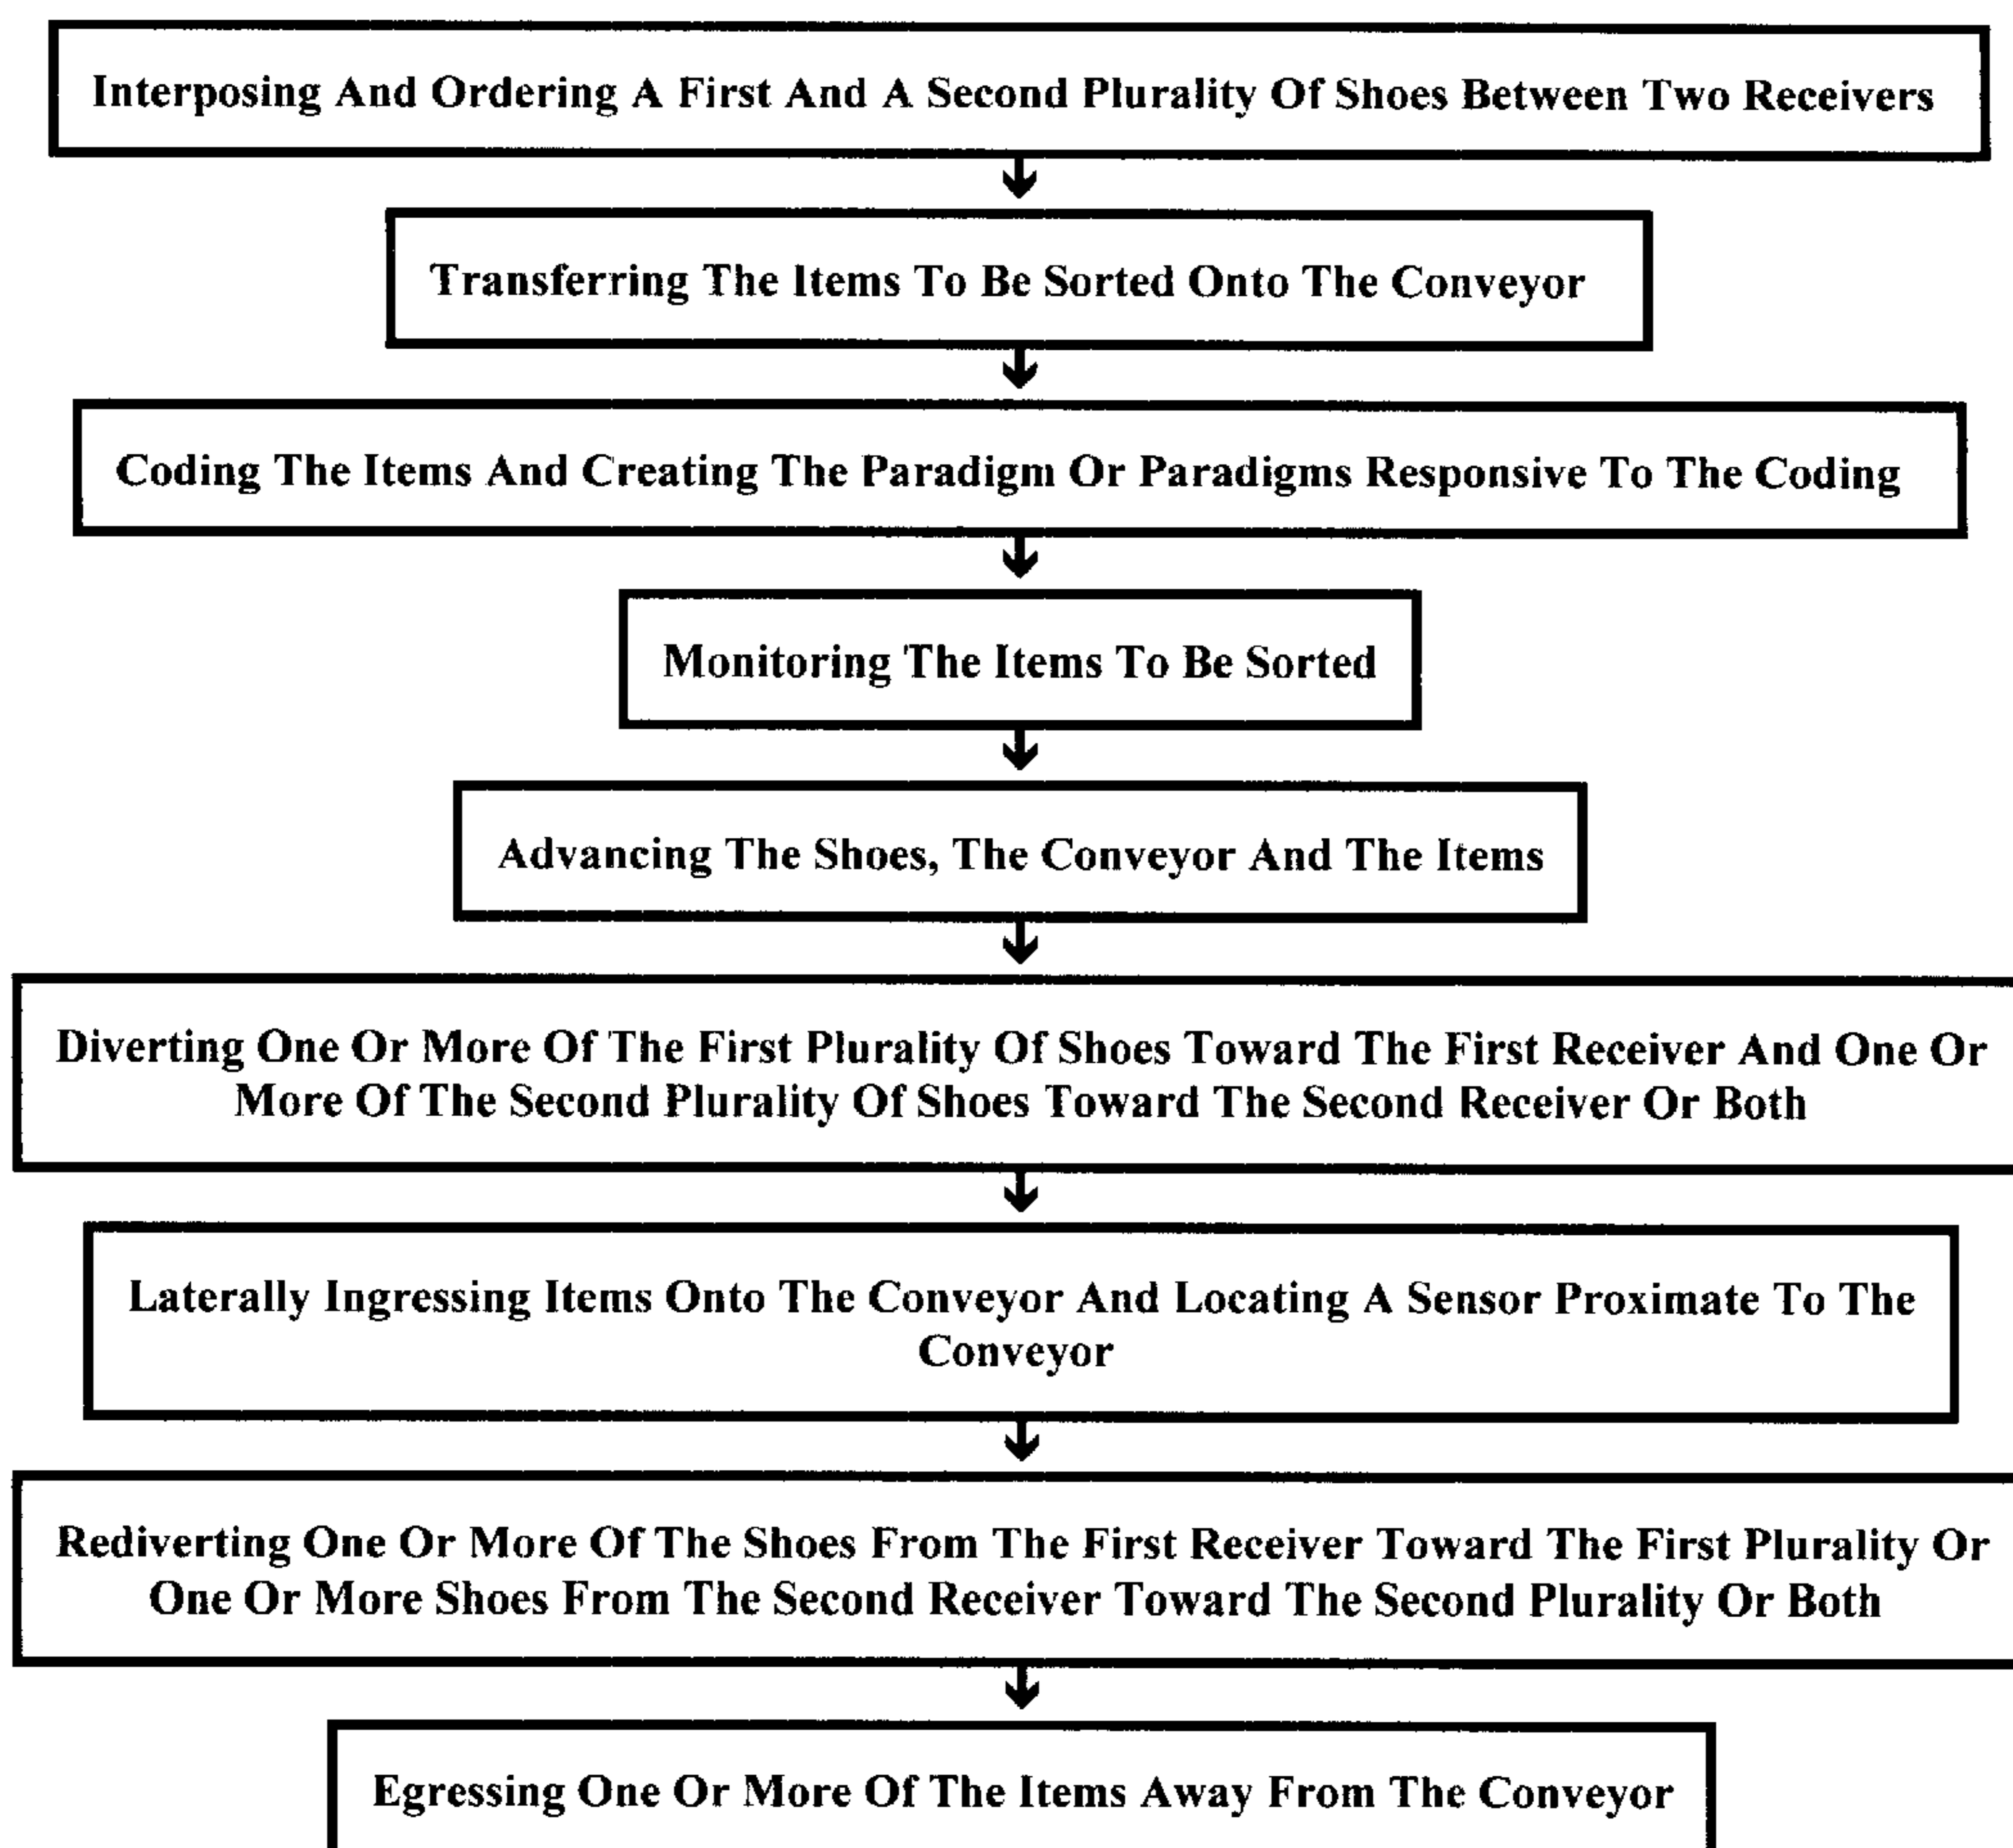 Interposing And Ordering A First And A Second Plurality Of Shoes Between Two Receivers
Transferring The Items To Be Sorted Onto The Conveyor
Coding The Items And Creating The Paradigm Or Paradigms Responsive To The Coding
Monitoring The Items To Be Sorted
Advancing The Shoes, The Conveyor And The Items
Diverting One Or More Of The First Plurality Of Shoes Toward The First Receiver And One Or
More Of The Second Plurality Of Shoes Toward The Second Receiver Or Both
Laterally Ingressing Items Onto The Conveyor And Locating A Sensor Proximate To The
Conveyor
Rediverting One Or More Of The Shoes From The First Receiver Toward The First Plurality Or
One Or More Shoes From The Second Receiver Toward The Second Plurality Or Both
Egressing One Or More Of The Items Away From The Conveyor